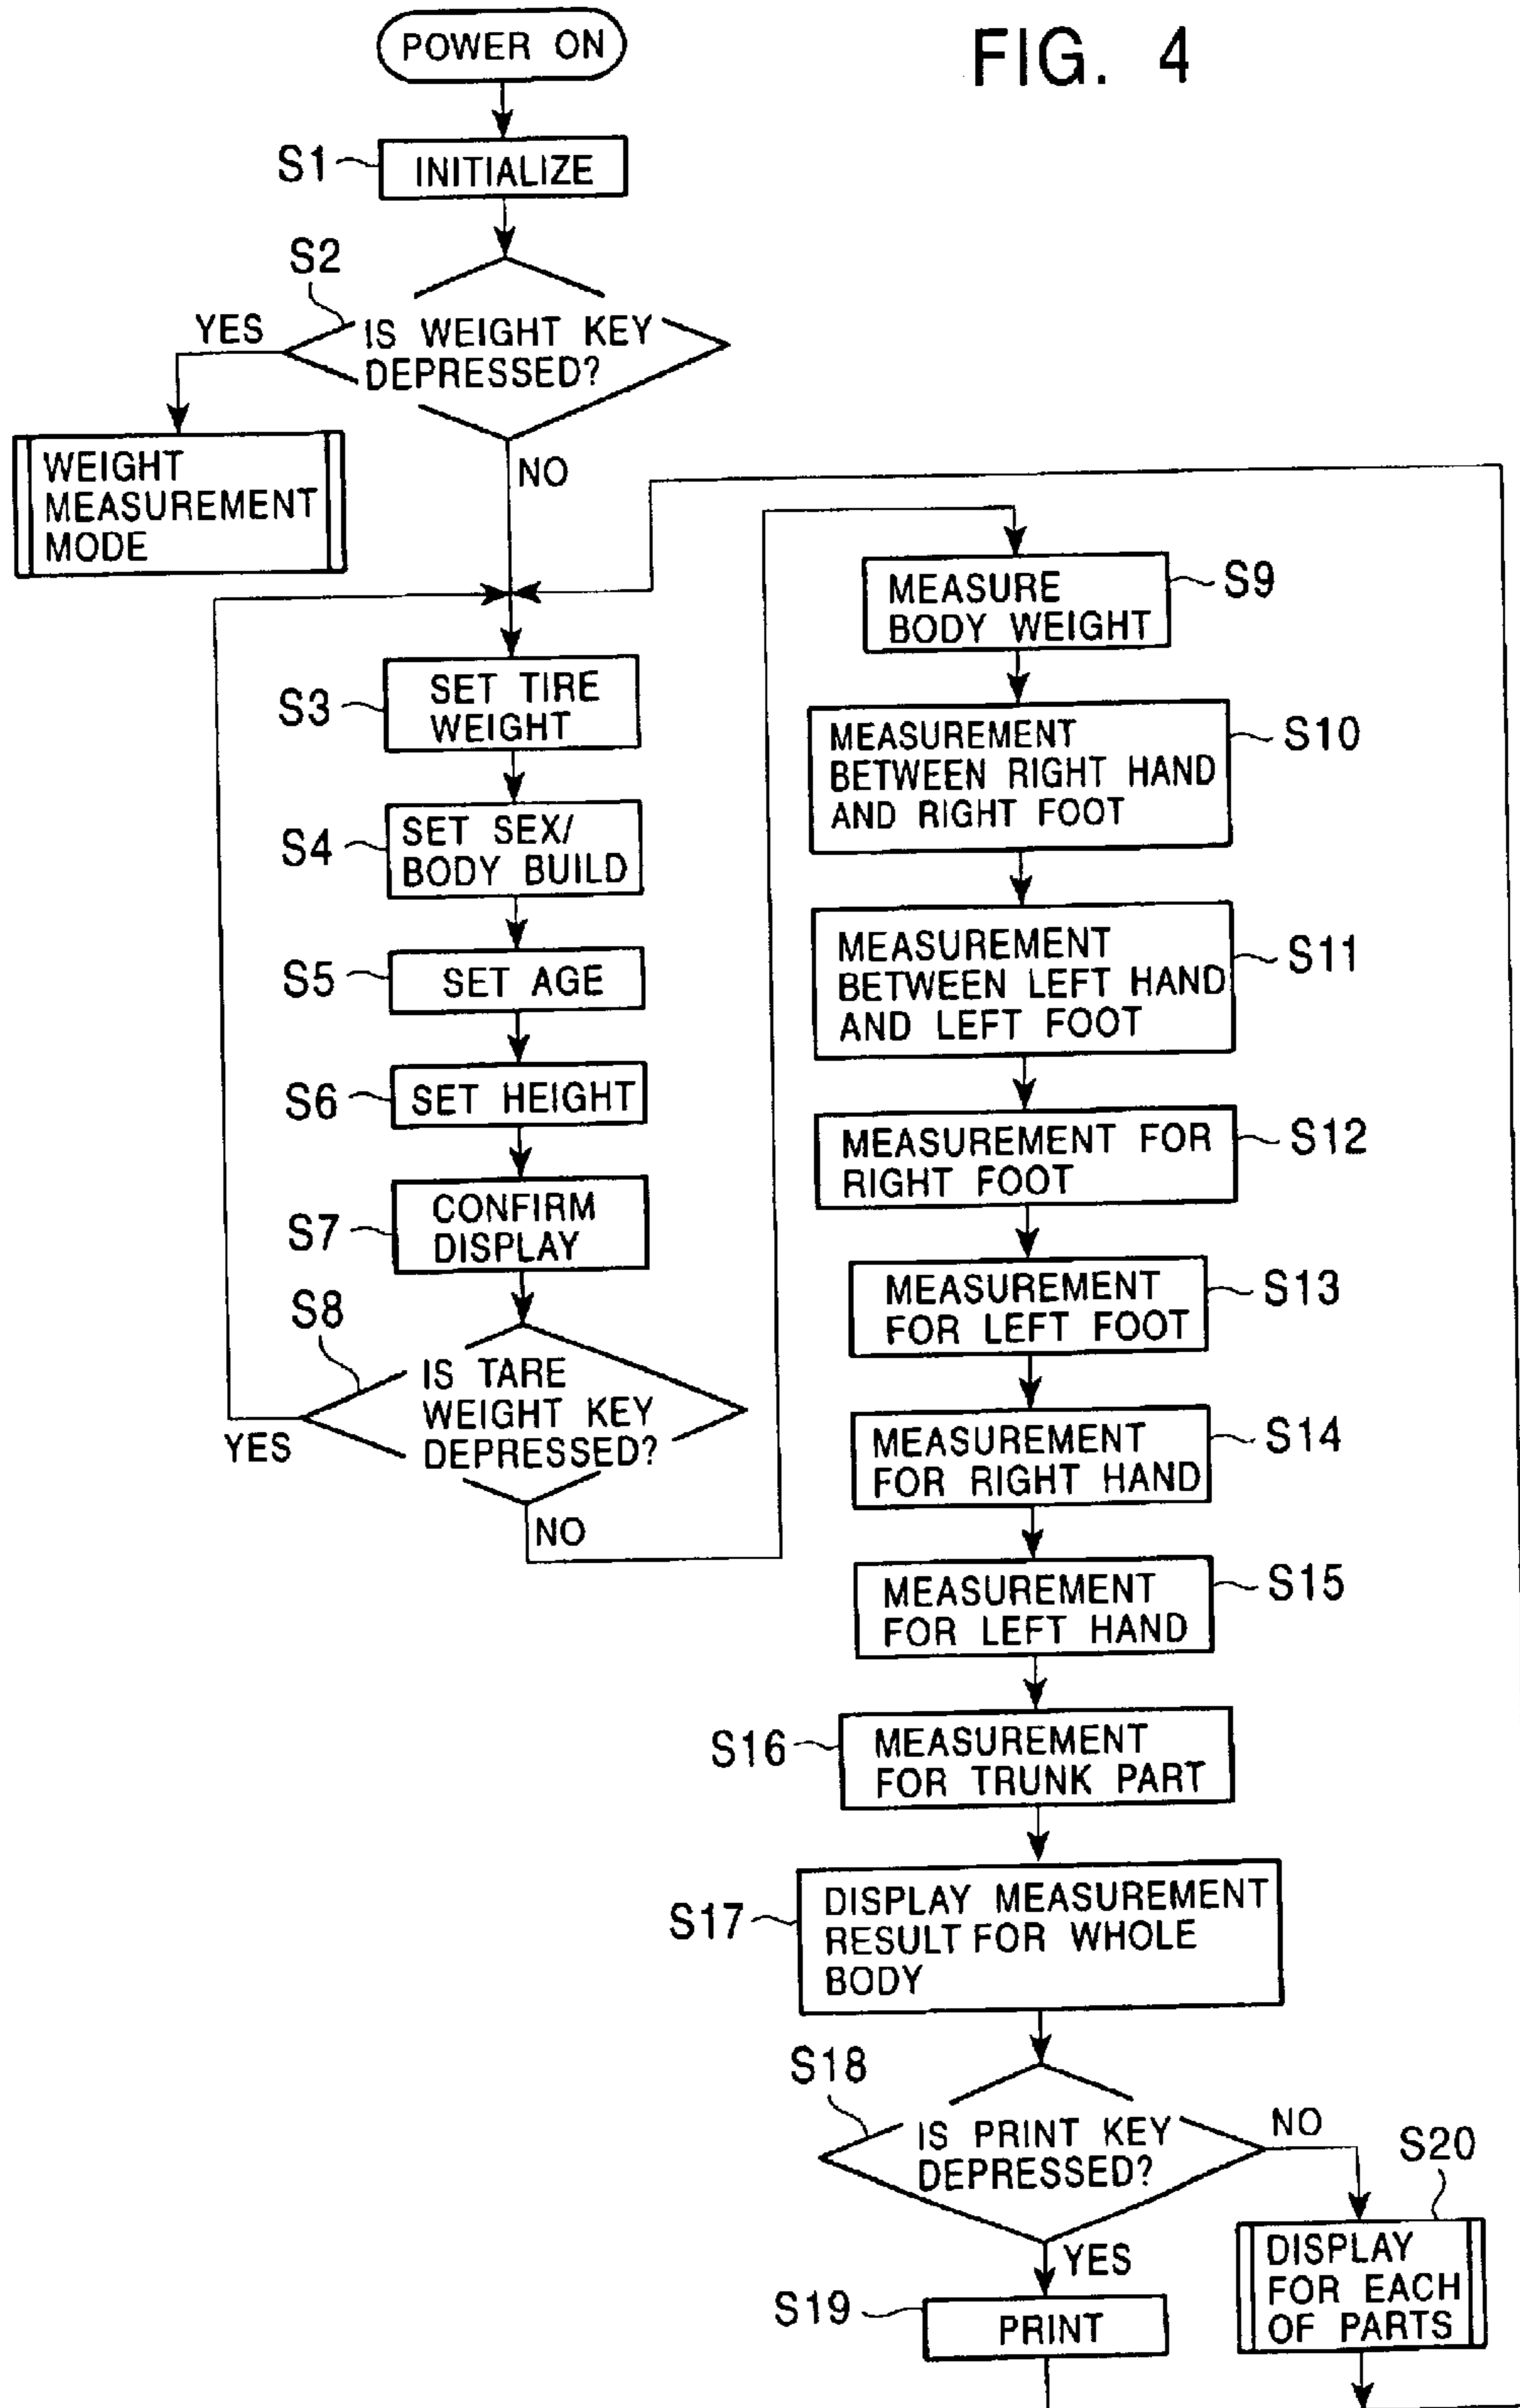 FIG. 4
POWER ON
S1
INITIALIZE
S2
IS WEIGHT KEY
DEPRESSED?
YES
NO
WEIGHT
MEASUREMENT
MODE
S3
SET TIRE
WEIGHT
S4
SET SEX/
BODY BUILD
S5
SET AGE
S6
SET HEIGHT
S7
CONFIRM
DISPLAY
S8
IS TARE
WEIGHT KEY
DEPRESSED?
YES
NO
MEASURE
BODY WEIGHT
S9
MEASUREMENT
BETWEEN RIGHT HAND
AND RIGHT FOOT
S10
MEASUREMENT
BETWEEN LEFT HAND
AND LEFT FOOT
S11
MEASUREMENT FOR
RIGHT FOOT
S12
MEASUREMENT
FOR LEFT FOOT
S13
MEASUREMENT
FOR RIGHT HAND
S14
MEASUREMENT
FOR LEFT HAND
S15
S16
MEASUREMENT
FOR TRUNK PART
S17
DISPLAY MEASUREMENT
RESULT FOR WHOLE
BODY
S18
IS PRINT KEY
DEPRESSED?
NO
YES
S19
PRINT
S20
DISPLAY
FOR EACH
OF PARTS